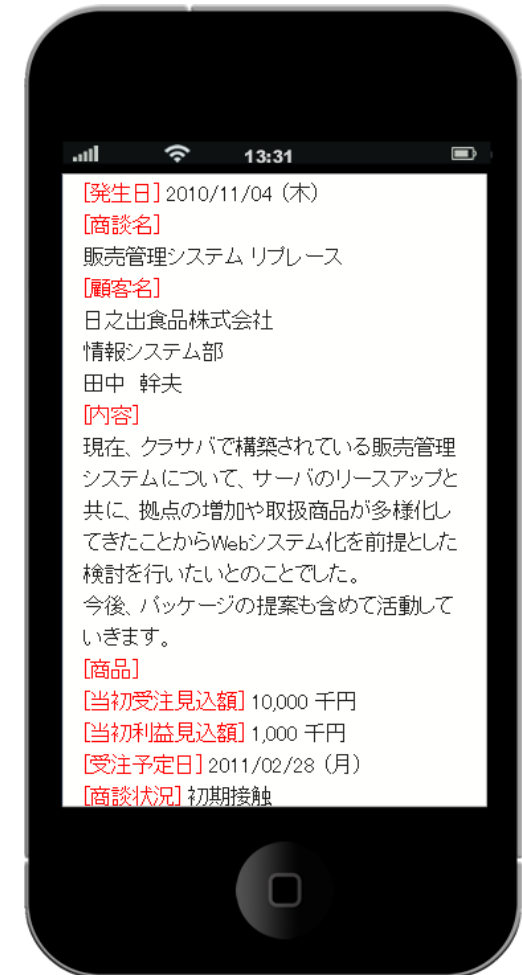 13:31
[発生日] 2010/11/04 (木)
[商談名]
販売管理システム リプレース
[顧客名]
日之出食品株式会社
情報システム部
田中 幹夫
[内容]
現在、クラサバで構築されている販売管理
システムについて、サーバのリースアップと
共に、拠点の増加や取扱商品が多様化し
てきたことからWebシステム化を前提とした
検討を行いたいとのことでした。
今後、パッケージの提案も含めて活動して
いきます。
[商品]
[当初受注見込額] 10,000 千円
[当初利益見込額] 1,000 千円
[受注予定日] 2011/02/28 (月)
[商談状況] 初期接触